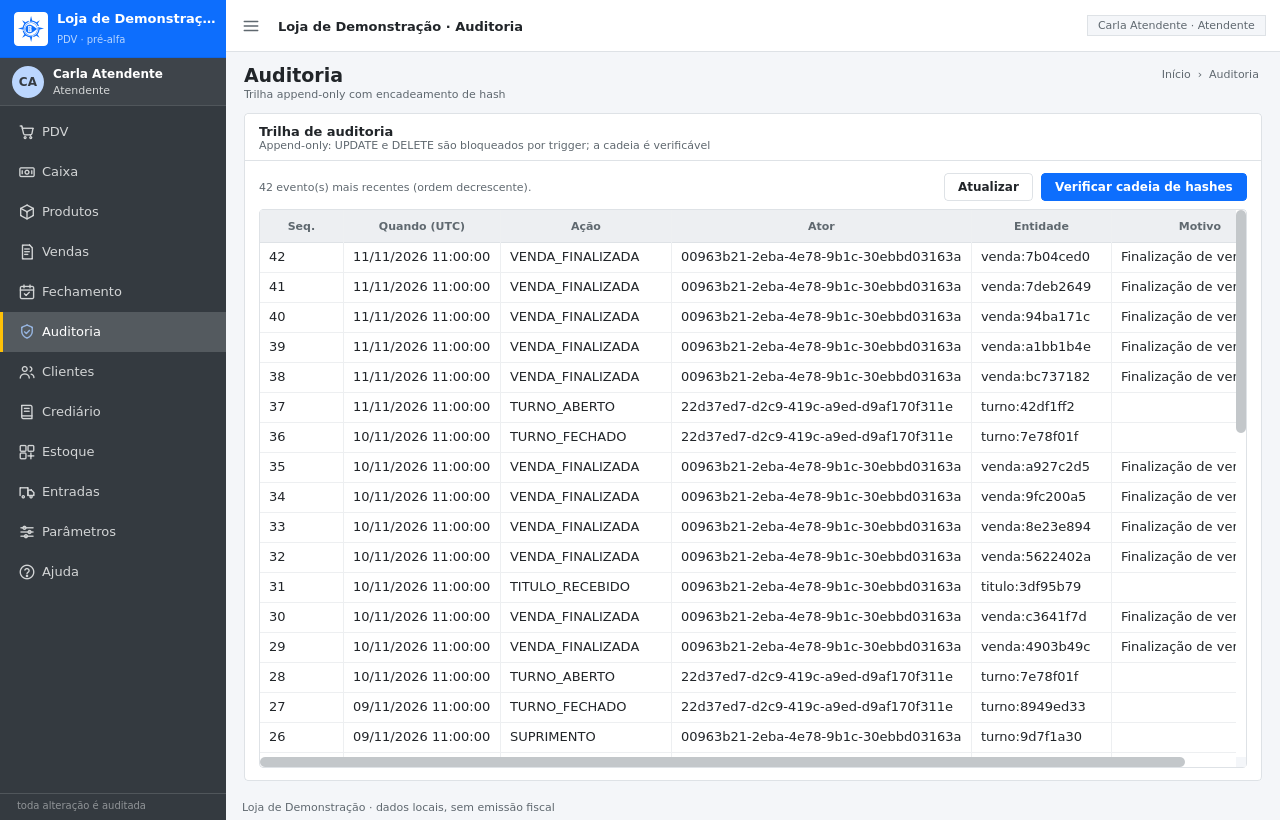 Loja de Demonstraç…
PDV · pré-alfa
CA
Carla Atendente
Atendente
PDV
Caixa
Produtos
Vendas
Fechamento
Auditoria
Clientes
Crediário
Estoque
Entradas
Parâmetros
Ajuda
toda alteração é auditada
Loja de Demonstração · Auditoria
Carla Atendente · Atendente
Auditoria
Trilha append-only com encadeamento de hash
Início › Auditoria
Trilha de auditoria
Append-only: UPDATE e DELETE são bloqueados por trigger; a cadeia é verificável
42 evento(s) mais recentes (ordem decrescente).
Atualizar
Verificar cadeia de hashes
Seq. Quando (UTC) Ação Ator Entidade Motivo
42 11/11/2026 11:00:00 VENDA_FINALIZADA 00963b21-2eba-4e78-9b1c-30ebbd03163a venda:7b04ced0 Finalização de ver
41 11/11/2026 11:00:00 VENDA_FINALIZADA 00963b21-2eba-4e78-9b1c-30ebbd03163a venda:7deb2649 Finalização de ver
40 11/11/2026 11:00:00 VENDA_FINALIZADA 00963b21-2eba-4e78-9b1c-30ebbd03163a venda:94ba171c Finalização de ver
39 11/11/2026 11:00:00 VENDA_FINALIZADA 00963b21-2eba-4e78-9b1c-30ebbd03163a venda:a1bb1b4e Finalização de ver
38 11/11/2026 11:00:00 VENDA_FINALIZADA 00963b21-2eba-4e78-9b1c-30ebbd03163a venda:bc737182 Finalização de ver
37 11/11/2026 11:00:00 TURNO_ABERTO 22d37ed7-d2c9-419c-a9ed-d9af170f311e turno:42df1ff2
36 10/11/2026 11:00:00 TURNO_FECHADO 22d37ed7-d2c9-419c-a9ed-d9af170f311e turno:7e78f01f
35 10/11/2026 11:00:00 VENDA_FINALIZADA 00963b21-2eba-4e78-9b1c-30ebbd03163a venda:a927c2d5 Finalização de ver
34 10/11/2026 11:00:00 VENDA_FINALIZADA 00963b21-2eba-4e78-9b1c-30ebbd03163a venda:9fc200a5 Finalização de ver
33 10/11/2026 11:00:00 VENDA_FINALIZADA 00963b21-2eba-4e78-9b1c-30ebbd03163a venda:8e23e894 Finalização de ver
32 10/11/2026 11:00:00 VENDA_FINALIZADA 00963b21-2eba-4e78-9b1c-30ebbd03163a venda:5622402a Finalização de ver
31 10/11/2026 11:00:00 TITULO_RECEBIDO 00963b21-2eba-4e78-9b1c-30ebbd03163a titulo:3df95b79
30 10/11/2026 11:00:00 VENDA_FINALIZADA 00963b21-2eba-4e78-9b1c-30ebbd03163a venda:c3641f7d Finalização de ver
29 10/11/2026 11:00:00 VENDA_FINALIZADA 00963b21-2eba-4e78-9b1c-30ebbd03163a venda:4903b49c Finalização de ver
28 10/11/2026 11:00:00 TURNO_ABERTO 22d37ed7-d2c9-419c-a9ed-d9af170f311e turno:7e78f01f
27 09/11/2026 11:00:00 TURNO_FECHADO 22d37ed7-d2c9-419c-a9ed-d9af170f311e turno:8949ed33
26 09/11/2026 11:00:00 SUPRIMENTO 00963b21-2eba-4e78-9b1c-30ebbd03163a turno:9d7f1a30
Loja de Demonstração · dados locais, sem emissão fiscal